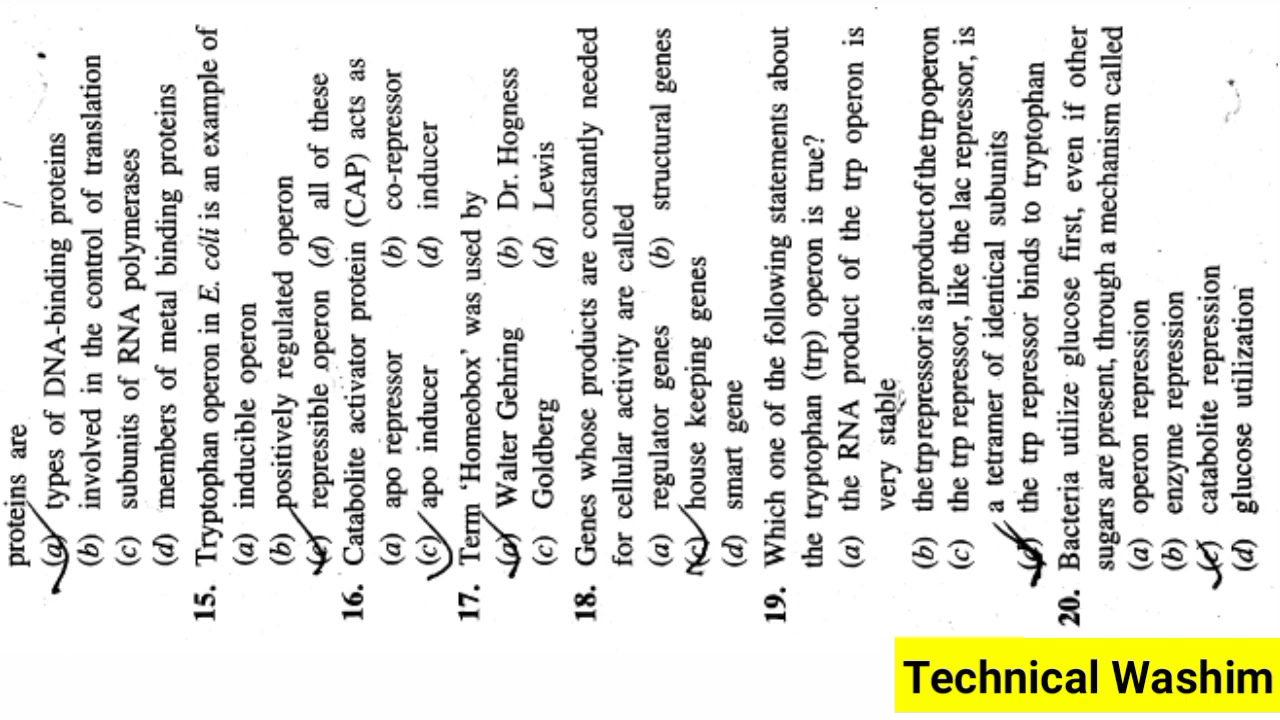 proteins are
(a) types of DNA-binding proteins
(b) involved in the control of translation
(c) subunits of RNA polymerases
(d) members of metal binding proteins
15. Tryptophan operon in E. coli is an example of
(a) inducible operon
(b) positively regulated operon
(c) repressible operon (d) all of these
16. Catabolite activator protein (CAP) acts as
(a) apo repressor (b) co-repressor
(c) apo inducer (d) inducer
17. Term 'Homeobox' was used by
(a) Walter Gehring (b) Dr. Hogness
(c) Goldberg (d) Lewis
18. Genes whose products are constantly needed
for cellular activity are called
(a) regulator genes (b) structural genes
(c) house keeping genes
(d) smart gene
19. Which one of the following statements about
the tryptophan (trp) operon is true?
(a) the RNA product of the trp operon is
very stable
(b) the trp repressor is a product of the trp operon
(c) the trp repressor, like the lac repressor, is
a tetramer of identical subunits
(d) the trp repressor binds to tryptophan
20. Bacteria utilize glucose first, even if other
sugars are present, through a mechanism called
(a) operon repression
(b) enzyme repression
(c) catabolite repression
(d) glucose utilization
Technical Washim